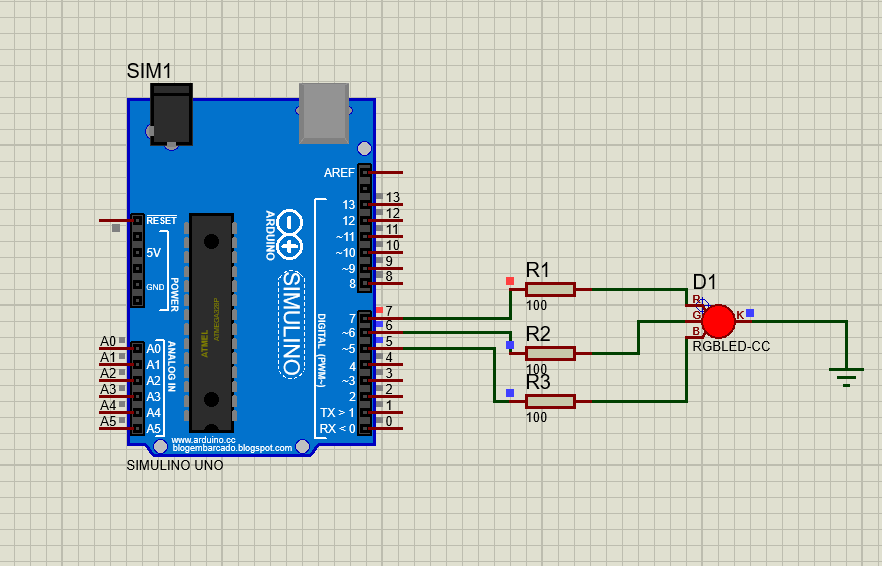 SIM1
AREF
13 13
12 12
~11 11
~10 10
~9 9
8 8
7 7
~6 6
~5 5
4 4
~3 3
2 2
TX > 1 1
RX < 0 0
RESET
5V
GND
POWER
A0 A0
A1 A1
A2 A2
A3 A3
A4 A4
A5 A5
ANALOG IN
ARDUINO
SIMULINO
DIGITAL (PWM~)
ATMEL
ATMEGA328P
www.arduino.cc
blogembarcado.blogspot.com
SIMULINO UNO
R1
100
R2
100
R3
100
D1
R
G
B
K
RGBLED-CC